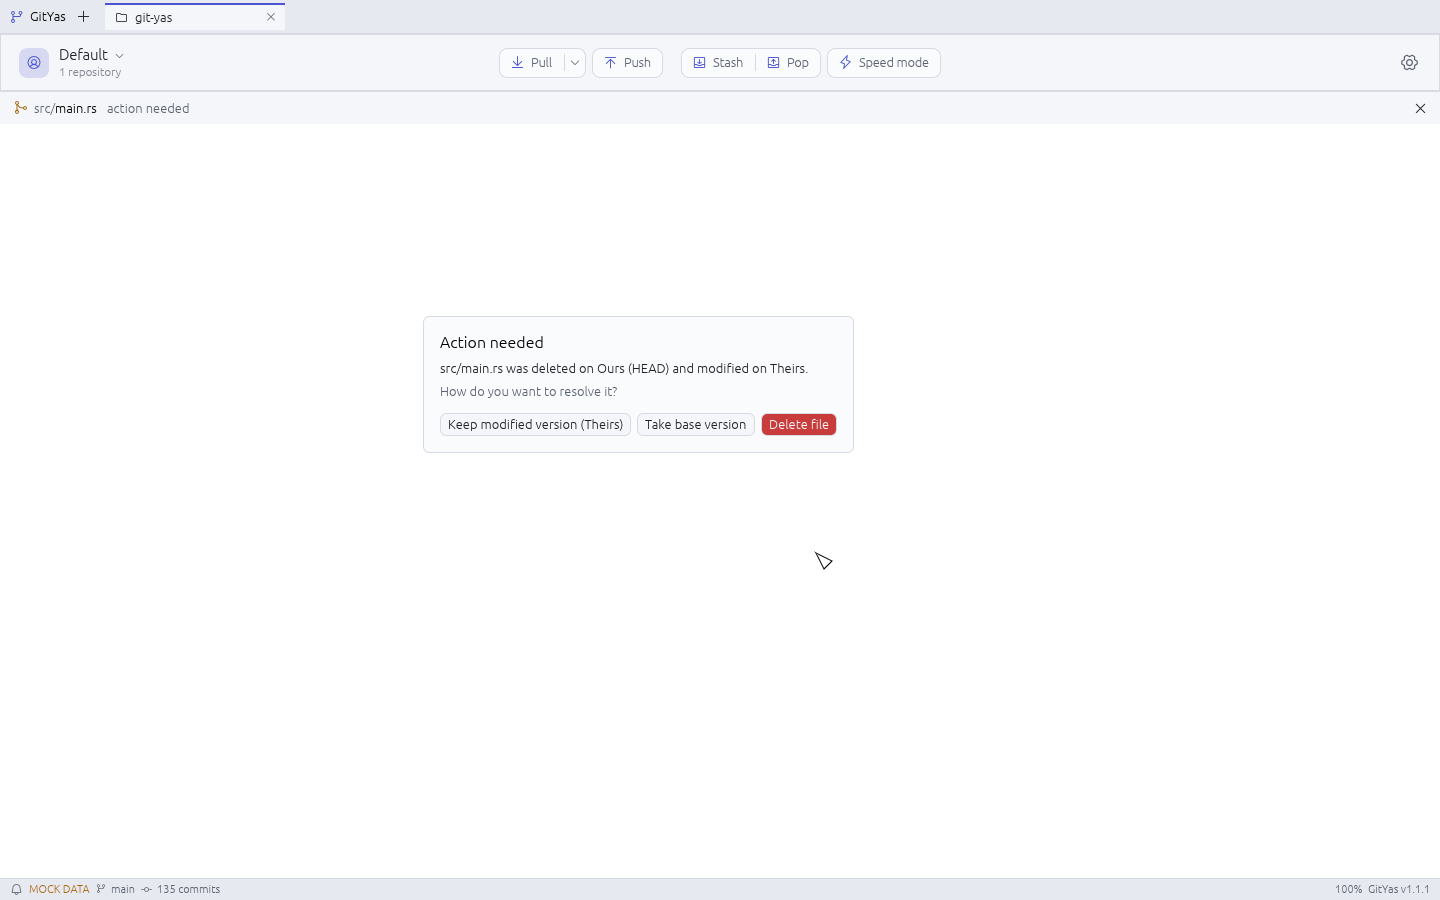 GitYas
git-yas
Default
1 repository
Pull
Push
Stash
Pop
Speed mode
src/main.rs action needed
Action needed
src/main.rs was deleted on Ours (HEAD) and modified on Theirs.
How do you want to resolve it?
Keep modified version (Theirs)
Take base version
Delete file
MOCK DATA
main
135 commits
100%
GitYas v1.1.1